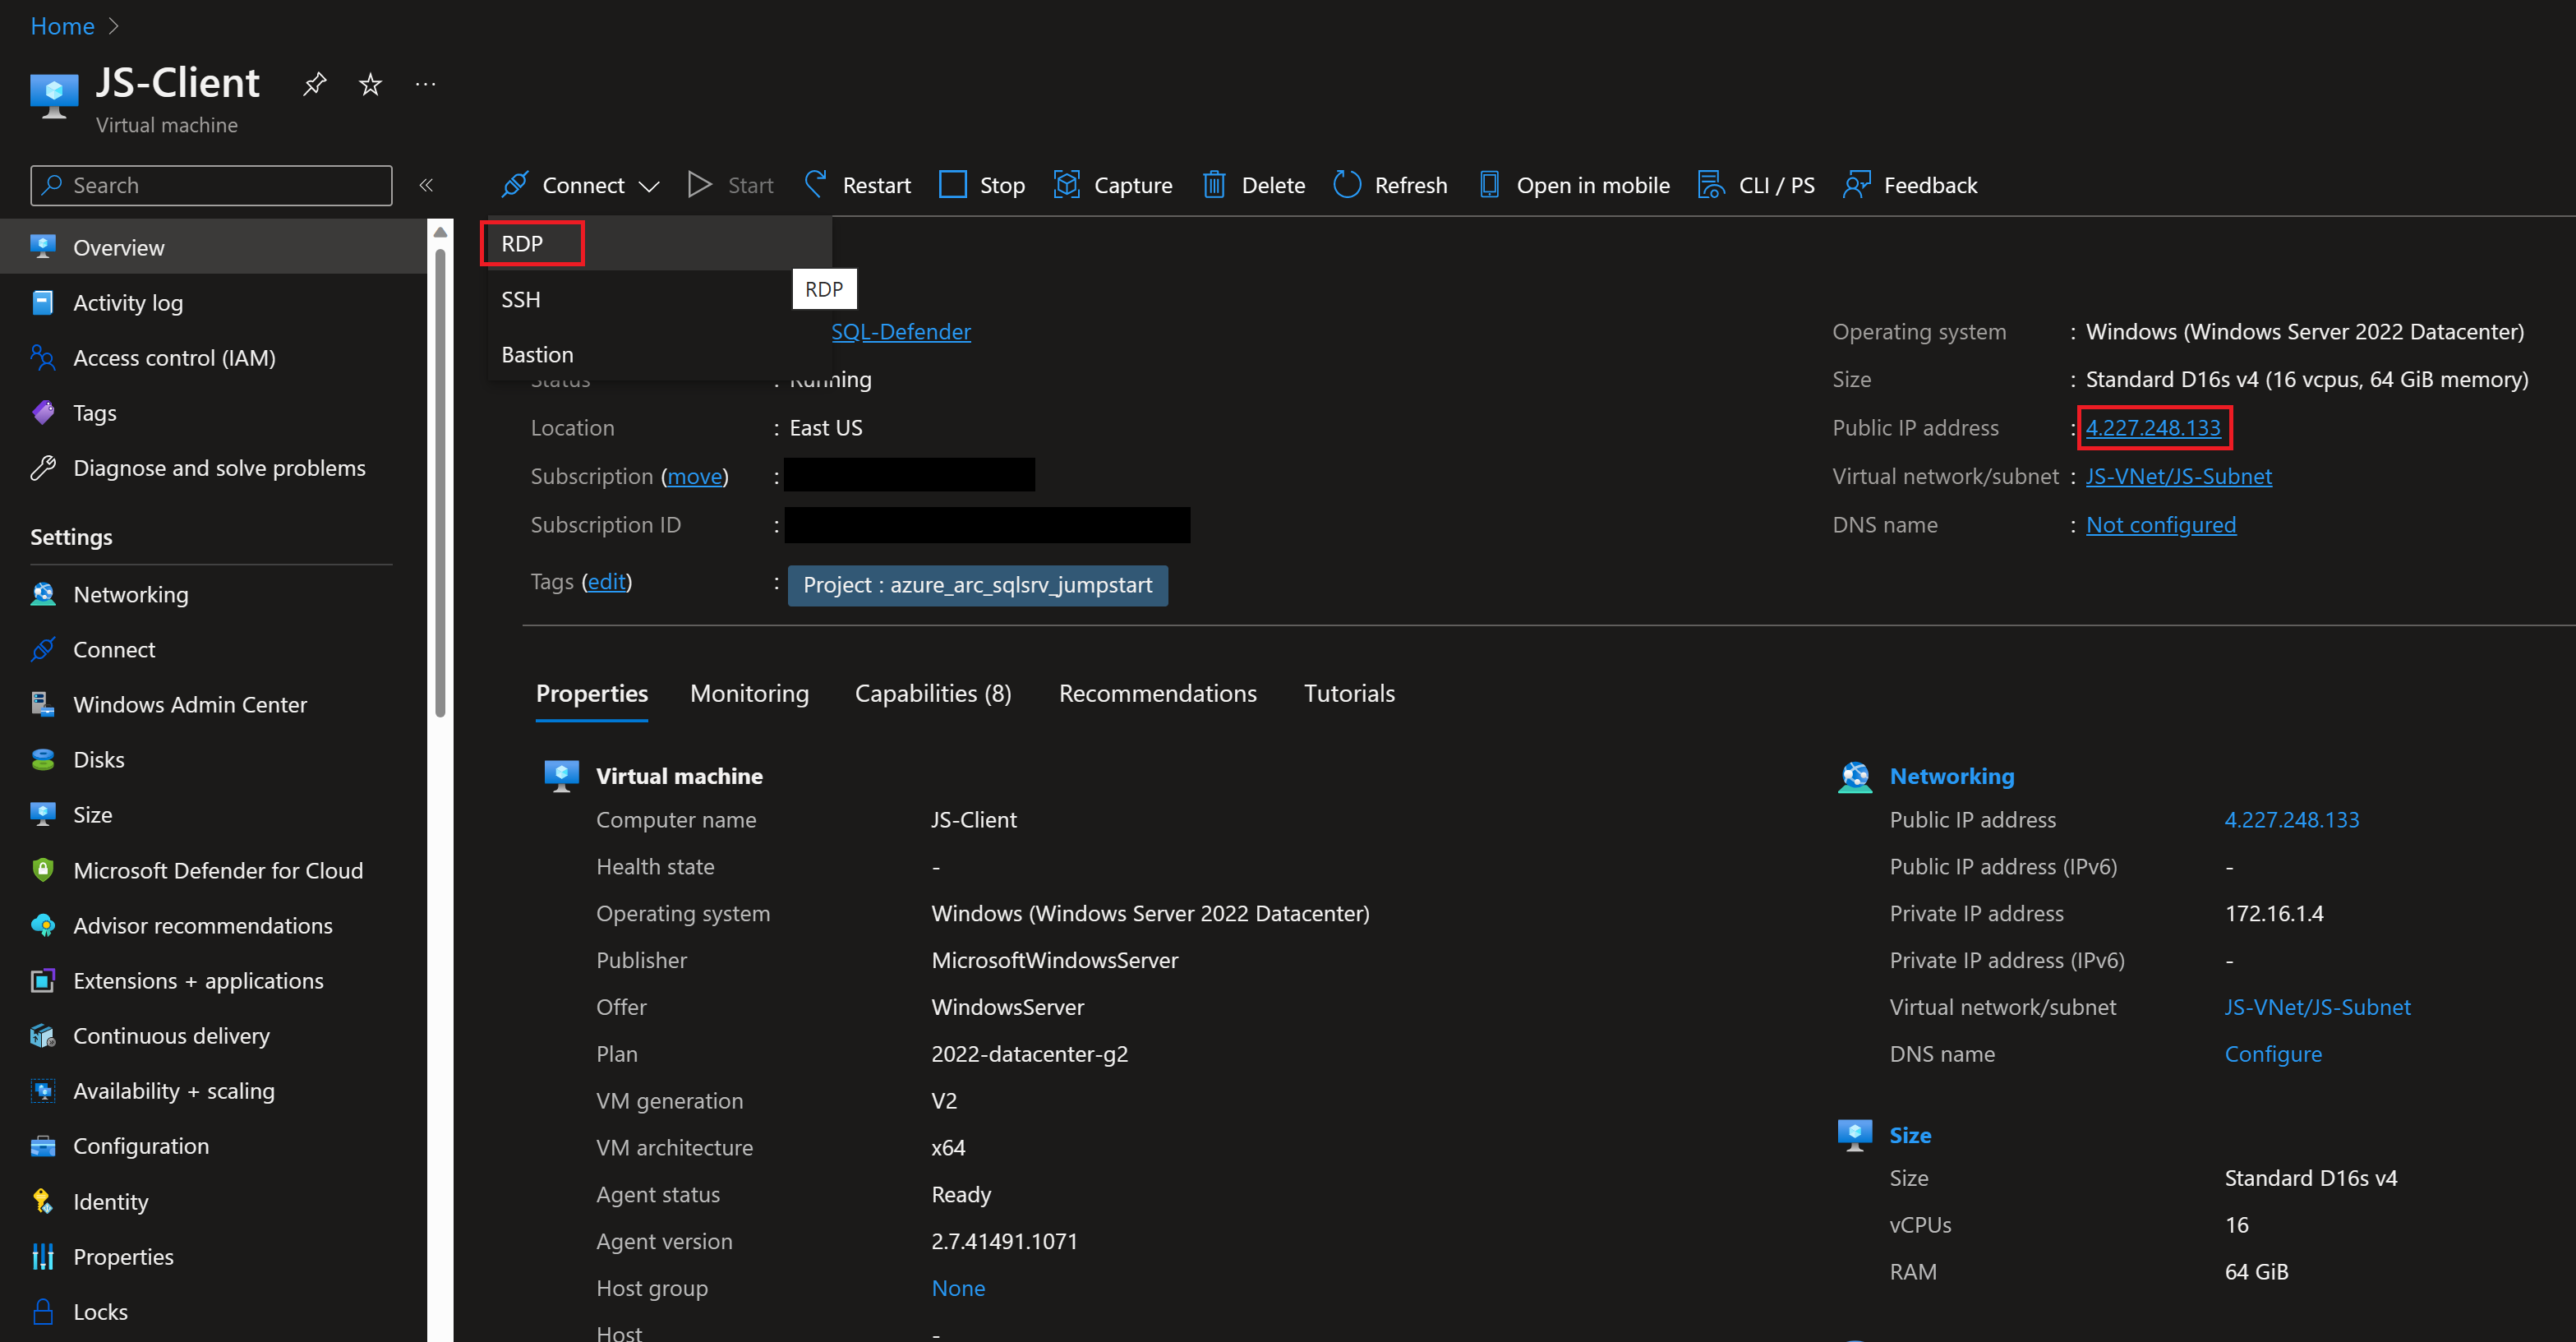 Home
JS-Client
Virtual machine
Search
Connect
Start
Restart
Stop
Capture
Delete
Refresh
Open in mobile
CLI / PS
Feedback
RDP
SSH
Bastion
RDP
Overview
Activity log
Access control (IAM)
Tags
Diagnose and solve problems
Settings
Networking
Connect
Windows Admin Center
Disks
Size
Microsoft Defender for Cloud
Advisor recommendations
Extensions + applications
Continuous delivery
Availability + scaling
Configuration
Identity
Properties
Locks
SQL-Defender
Status : Running
Location : East US
Subscription (move) :
Subscription ID :
Tags (edit) : Project : azure_arc_sqlsrv_jumpstart
Operating system : Windows (Windows Server 2022 Datacenter)
Size : Standard D16s v4 (16 vcpus, 64 GiB memory)
Public IP address : 4.227.248.133
Virtual network/subnet : JS-VNet/JS-Subnet
DNS name : Not configured
Properties
Monitoring
Capabilities (8)
Recommendations
Tutorials
Virtual machine
Computer name JS-Client
Health state -
Operating system Windows (Windows Server 2022 Datacenter)
Publisher MicrosoftWindowsServer
Offer WindowsServer
Plan 2022-datacenter-g2
VM generation V2
VM architecture x64
Agent status Ready
Agent version 2.7.41491.1071
Host group None
Host -
Networking
Public IP address 4.227.248.133
Public IP address (IPv6) -
Private IP address 172.16.1.4
Private IP address (IPv6) -
Virtual network/subnet JS-VNet/JS-Subnet
DNS name Configure
Size
Size Standard D16s v4
vCPUs 16
RAM 64 GiB